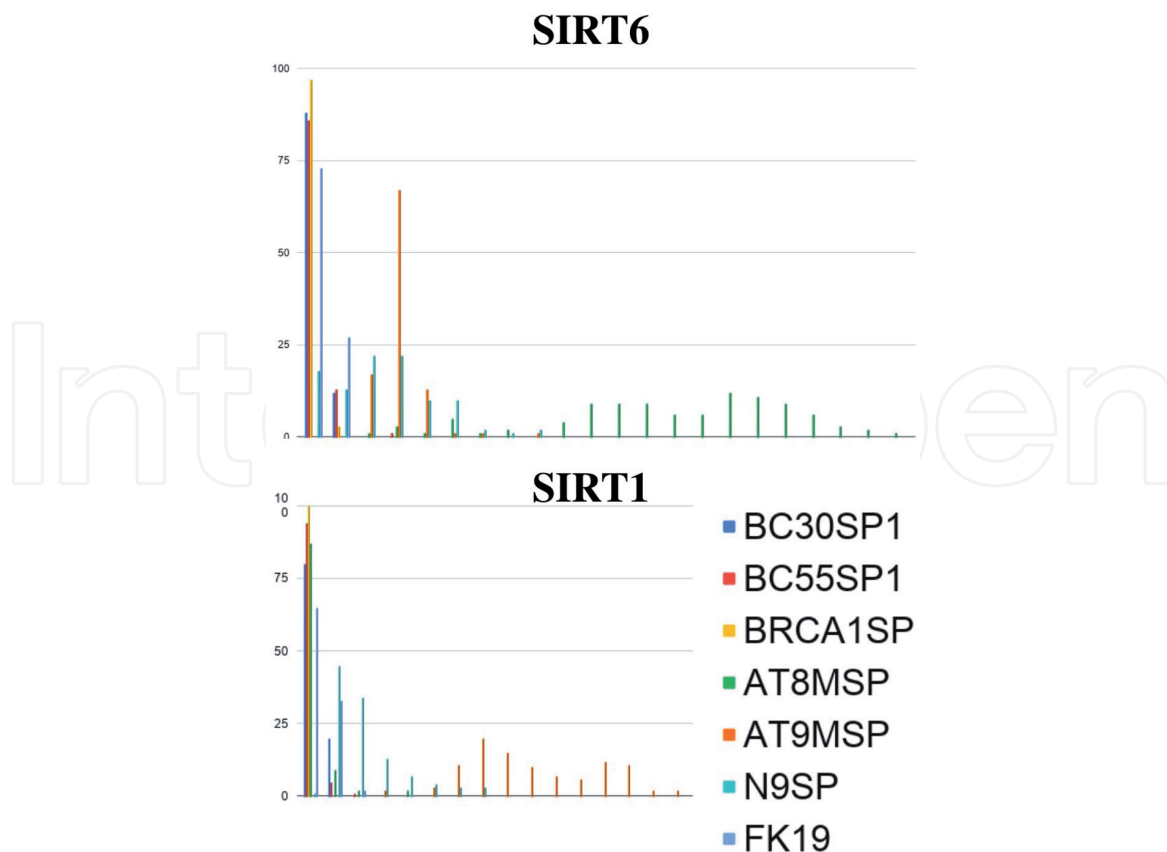 SIRT6
100
75
50
25
0
SIRT1
10
0
75
50
25
0
BC30SP1
BC55SP1
BRCA1SP
AT8MSP
AT9MSP
N9SP
FK19